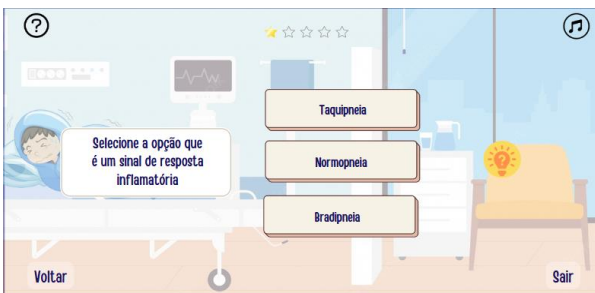 ?
Selecione a opção que
é um sinal de resposta
inflamatória
Taquipneia
Normopneia
Bradipneia
?
Voltar
Sair